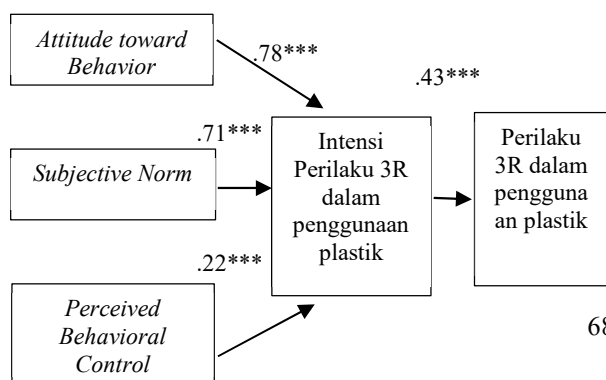 Attitude toward
Behavior
.78***
.43***
.71***
Subjective Norm
Intensi
Perilaku 3R
dalam
penggunaan
plastik
Perilaku
3R dalam
pengguna
an plastik
.22***
Perceived
Behavioral
Control
68